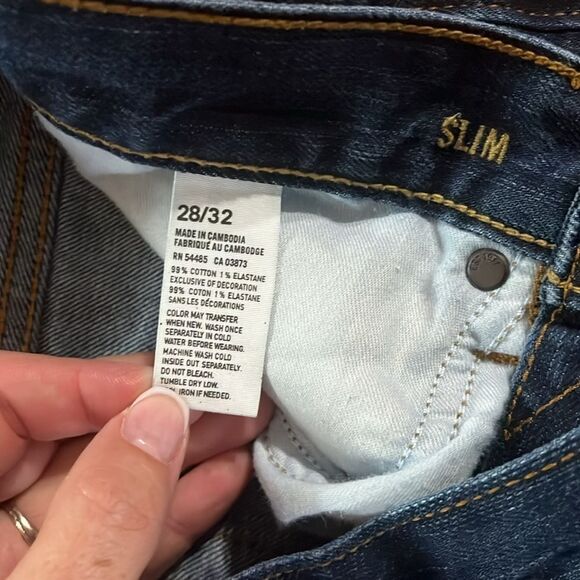 SLIM
28/32
MADE IN CAMBODIA
FABRIQUÉ AU CAMBODGE
RN 54485 CA 03873
99% COTTON 1% ELASTANE
EXCLUSIVE OF DECORATION
99% COTON 1% ELASTANE
SANS LES DÉCORATIONS
COLOR MAY TRANSFER
WHEN NEW. WASH ONCE
SEPARATELY IN COLD
WATER BEFORE WEARING.
MACHINE WASH COLD
INSIDE OUT SEPARATELY.
DO NOT BLEACH.
TUMBLE DRY LOW.
IRON IF NEEDED.